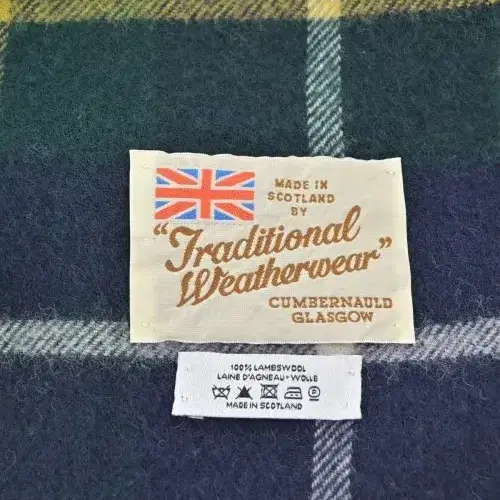 MADE IN
SCOTLAND
BY
“Traditional
Weatherwear”
CUMBERNAULD
GLASGOW
100% LAMBSWOOL
LAINE D'AGNEAU • WOLLE
P
MADE IN SCOTLAND